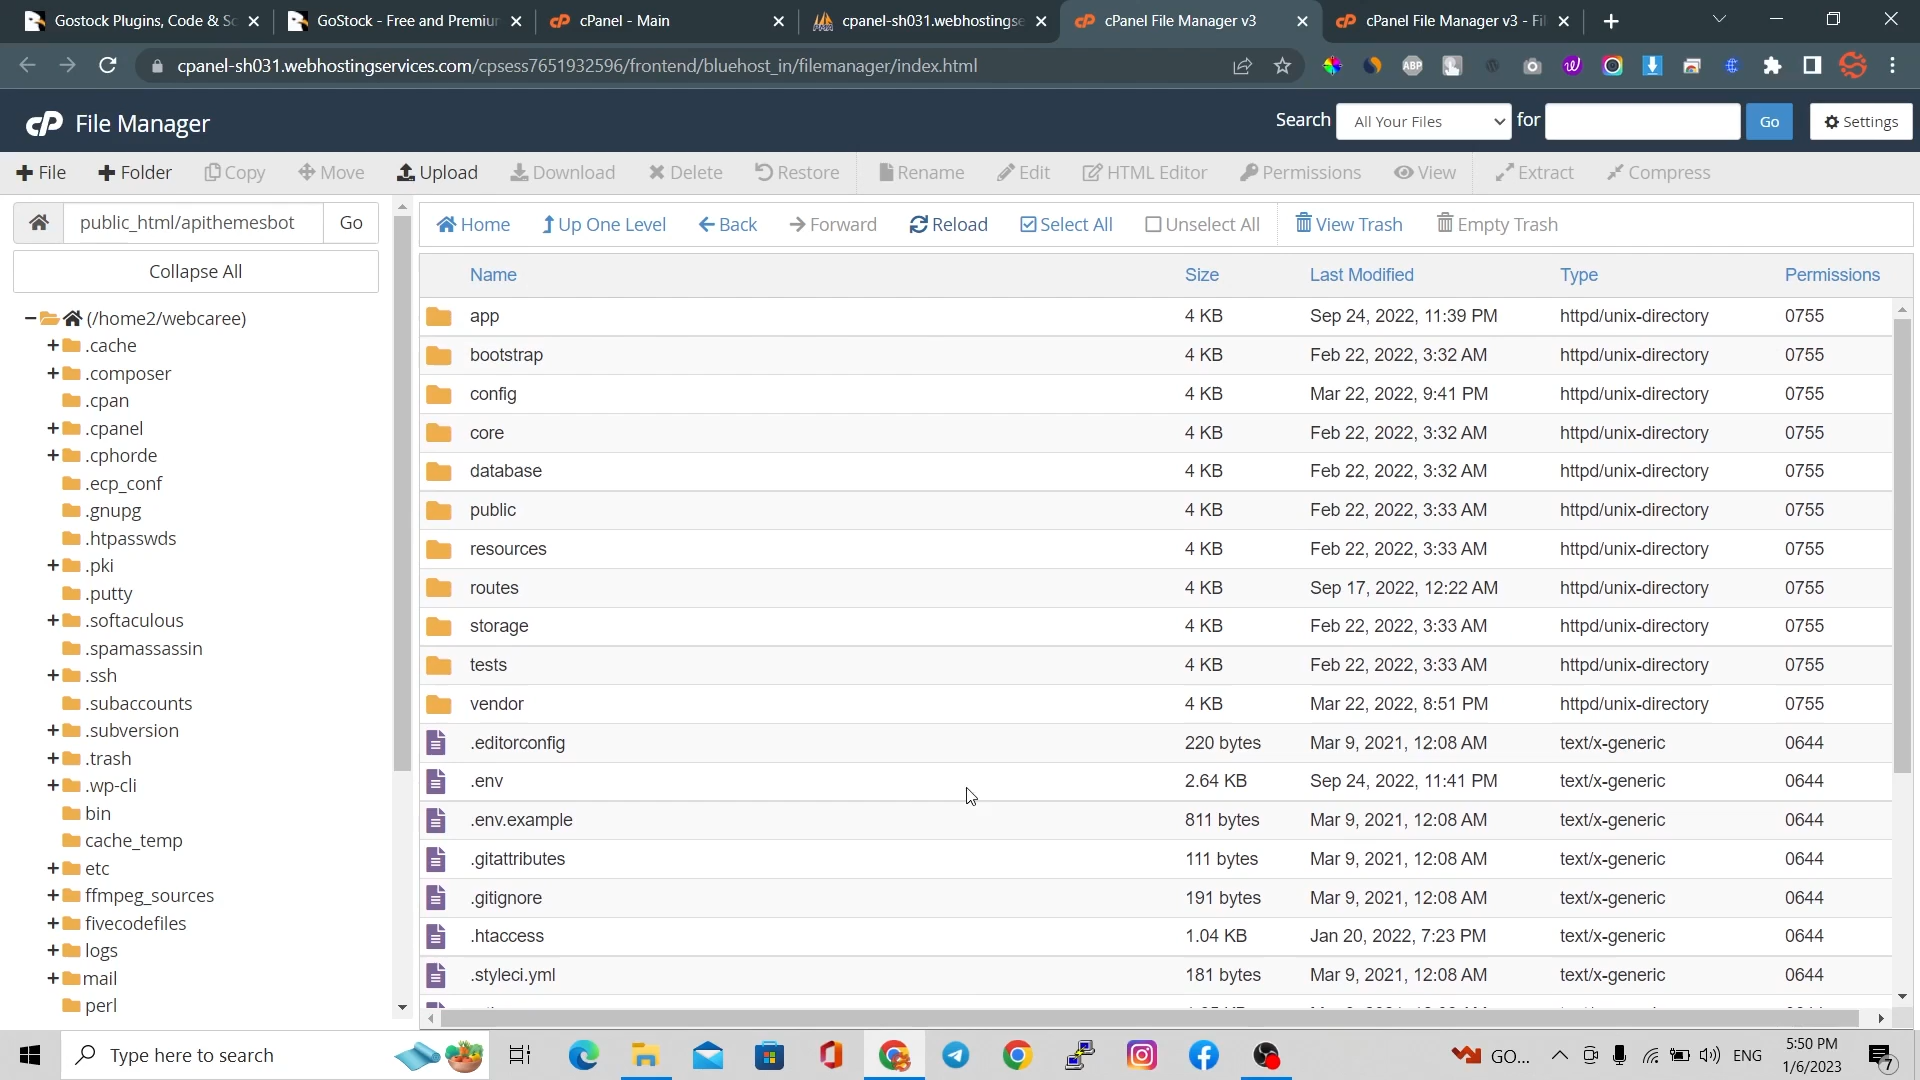 Gostock Plugins, Code & Sc
GoStock - Free and Premiun
cPanel - Main
cpanel-sh031.webhostingse
cPanel File Manager v3
cPanel File Manager v3 - Fil
cpanel-sh031.webhostingservices.com/cpsess7651932596/frontend/bluehost_in/filemanager/index.html
ABP
cP File Manager
Search All Your Files for Go Settings
File Folder Copy Move Upload Download Delete Restore Rename Edit HTML Editor Permissions View Extract Compress
public_html/apithemesbot Go
Home Up One Level Back Forward Reload Select All Unselect All View Trash Empty Trash
Collapse All
(/home2/webcaree)
.cache
.composer
.cpan
.cpanel
.cphorde
.ecp_conf
.gnupg
.htpasswds
.pki
.putty
.softaculous
.spamassassin
.ssh
.subaccounts
.subversion
.trash
.wp-cli
bin
cache_temp
etc
ffmpeg_sources
fivecodefiles
logs
mail
perl
Name Size Last Modified Type Permissions
app 4 KB Sep 24, 2022, 11:39 PM httpd/unix-directory 0755
bootstrap 4 KB Feb 22, 2022, 3:32 AM httpd/unix-directory 0755
config 4 KB Mar 22, 2022, 9:41 PM httpd/unix-directory 0755
core 4 KB Feb 22, 2022, 3:32 AM httpd/unix-directory 0755
database 4 KB Feb 22, 2022, 3:32 AM httpd/unix-directory 0755
public 4 KB Feb 22, 2022, 3:33 AM httpd/unix-directory 0755
resources 4 KB Feb 22, 2022, 3:33 AM httpd/unix-directory 0755
routes 4 KB Sep 17, 2022, 12:22 AM httpd/unix-directory 0755
storage 4 KB Feb 22, 2022, 3:33 AM httpd/unix-directory 0755
tests 4 KB Feb 22, 2022, 3:33 AM httpd/unix-directory 0755
vendor 4 KB Mar 22, 2022, 8:51 PM httpd/unix-directory 0755
.editorconfig 220 bytes Mar 9, 2021, 12:08 AM text/x-generic 0644
.env 2.64 KB Sep 24, 2022, 11:41 PM text/x-generic 0644
.env.example 811 bytes Mar 9, 2021, 12:08 AM text/x-generic 0644
.gitattributes 111 bytes Mar 9, 2021, 12:08 AM text/x-generic 0644
.gitignore 191 bytes Mar 9, 2021, 12:08 AM text/x-generic 0644
.htaccess 1.04 KB Jan 20, 2022, 7:23 PM text/x-generic 0644
.styleci.yml 181 bytes Mar 9, 2021, 12:08 AM text/x-generic 0644
Type here to search
GO...
ENG
5:50 PM
1/6/2023
7